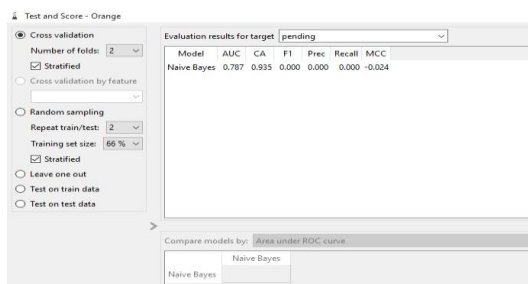 Test and Score - Orange
Cross validation
Number of folds: 2
Stratified
Cross validation by feature
Random sampling
Repeat train/test: 2
Training set size: 66 %
Stratified
Leave one out
Test on train data
Test on test data
>
Evaluation results for target pending
Model AUC CA F1 Prec Recall MCC
Naive Bayes 0.787 0.935 0.000 0.000 0.000 -0.024
Compare models by: Area under ROC curve
Naive Bayes
Naive Bayes